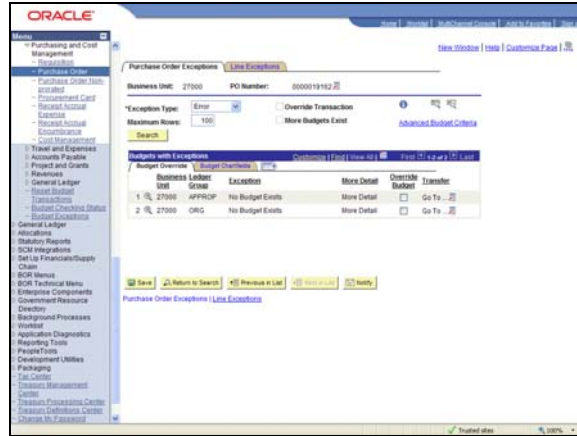 ORACLE
Home | Worklist | MultiChannel Console | Add to Favorites | Sign
Menu
Purchasing and Cost
Management
– Requisition
– Purchase Order
– Purchase Order Non-
prorated
– Procurement Card
– Receipt Accrual
Expense
– Receipt Accrual
Encumbrance
– Cost Management
Travel and Expenses
Accounts Payable
Project and Grants
Revenues
General Ledger
– Reset Budget
Transactions
– Budget Checking Status
– Budget Exceptions
General Ledger
Allocations
Statutory Reports
SCM Integrations
Set Up Financials/Supply
Chain
BOR Menus
BOR Technical Menu
Enterprise Components
Government Resource
Directory
Background Processes
Worklist
Application Diagnostics
Reporting Tools
PeopleTools
Development Utilities
Packaging
– Tax Center
– Treasury Management
Center
– Treasury Processing Center
– Treasury Definitions Center
– Change My Password
New Window | Help | Customize Page
Purchase Order Exceptions Line Exceptions
Business Unit: 27000 PO Number: 0000019162
*Exception Type: Error Override Transaction
Maximum Rows: 100 More Budgets Exist Advanced Budget Criteria
Search
Budgets with Exceptions Customize | Find | View All | First 1-2 of 2 Last
Budget Override Budget Chartfields
Business Unit Ledger Group Exception More Detail Override Budget Transfer
1 27000 APPROP No Budget Exists More Detail Go To ...
2 27000 ORG No Budget Exists More Detail Go To ...
Save Return to Search Previous in List Next in List Notify
Purchase Order Exceptions | Line Exceptions
Trusted sites 100%